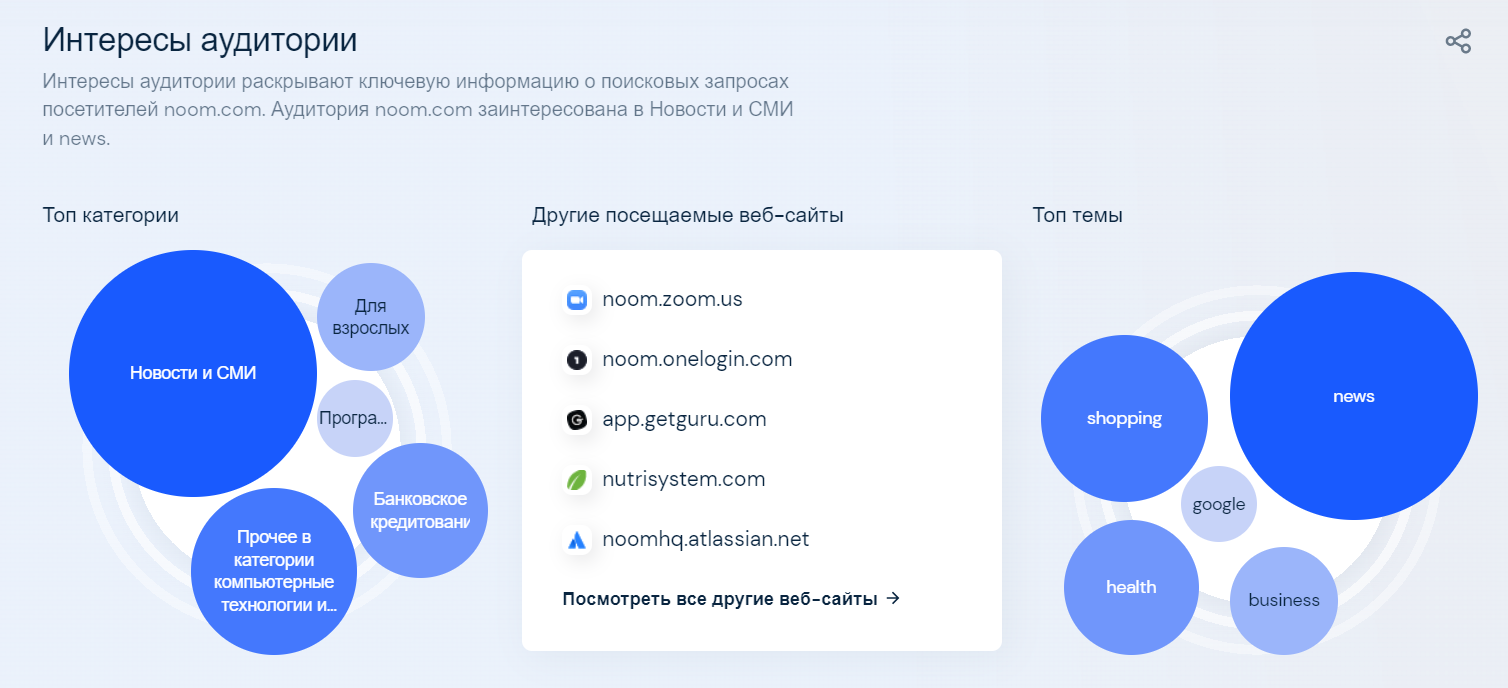 Интересы аудитории
Интересы аудитории раскрывают ключевую информацию о поисковых запросах
посетителей noom.com. Аудитория noom.com заинтересована в Новости и СМИ
и news.
Топ категории
Новости и СМИ
Для
взрослых
Програ...
Банковское
кредитовани
Прочее в
категории
компьютерные
технологии и...
Другие посещаемые веб-сайты
noom.zoom.us
noom.onelogin.com
app.getguru.com
nutrisystem.com
noomhq.atlassian.net
Посмотреть все другие веб-сайты →
Топ темы
news
shopping
google
health
business